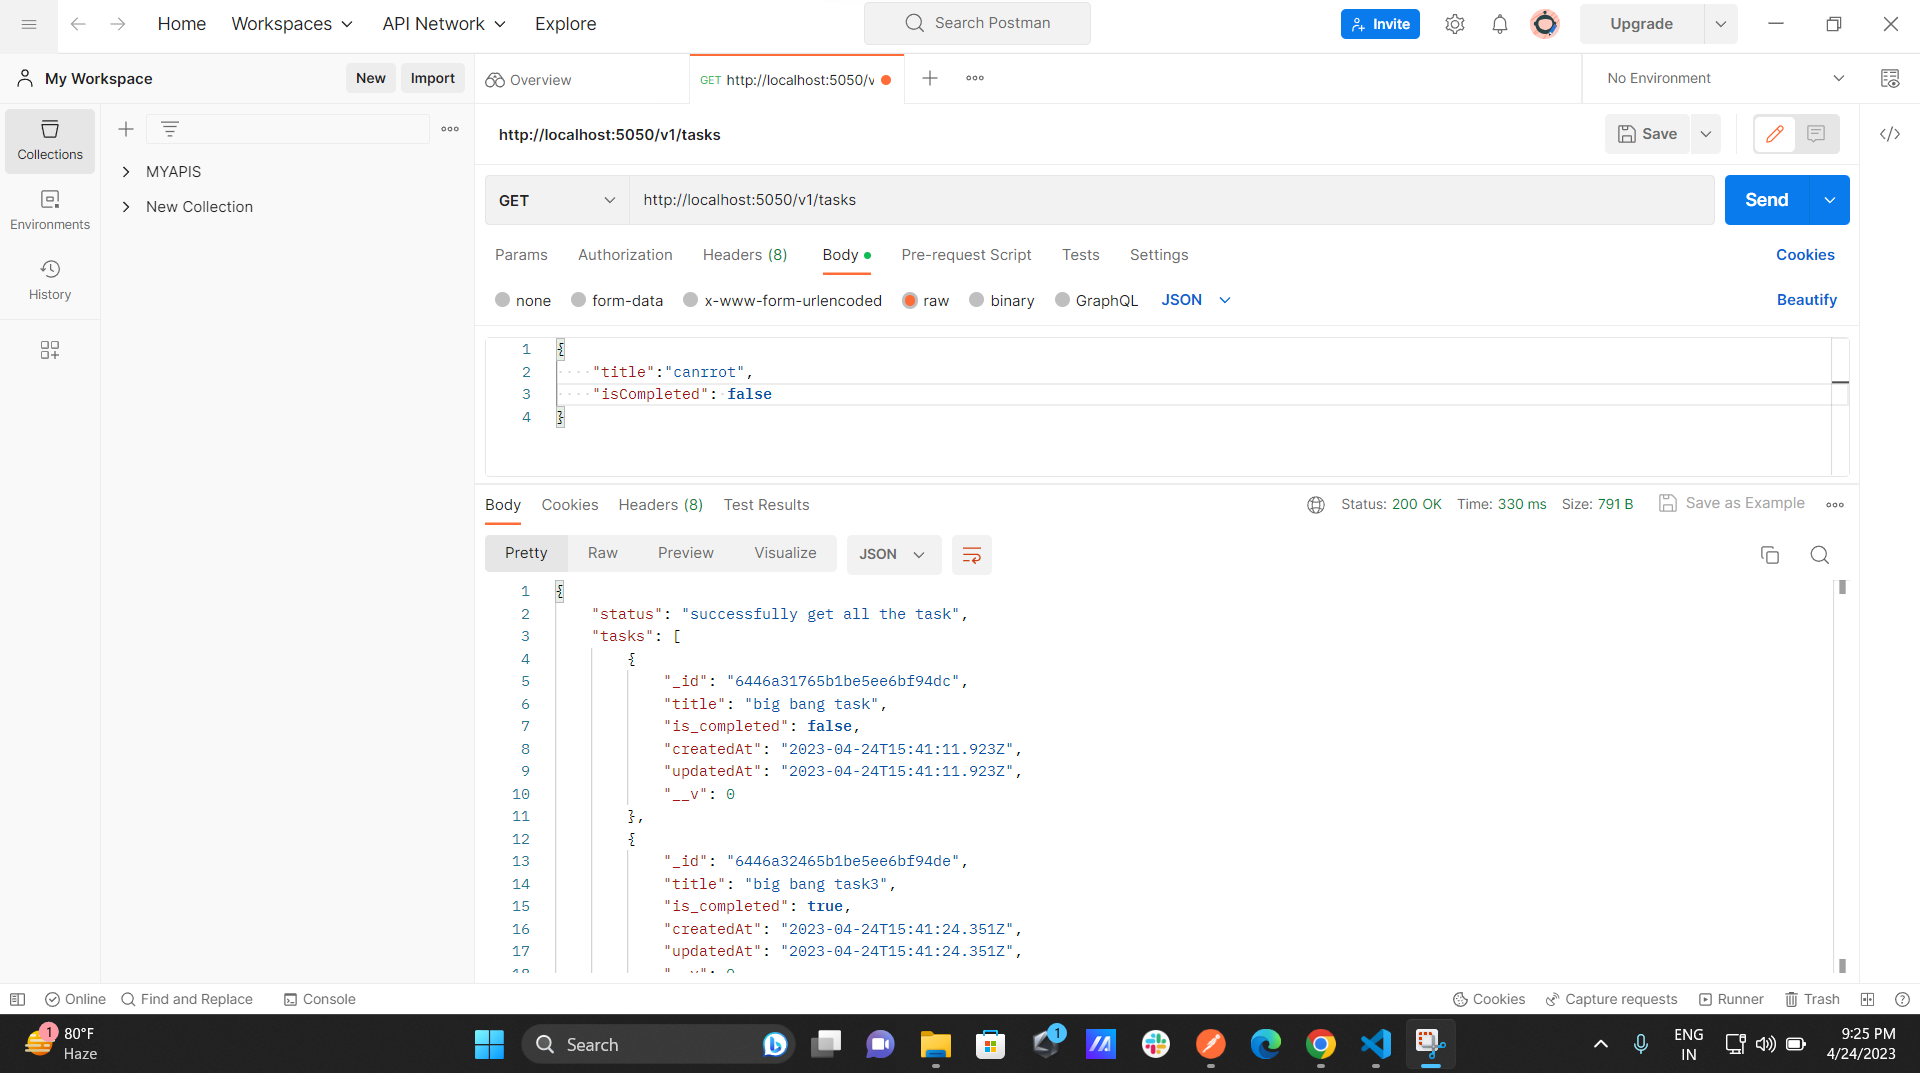 Home Workspaces API Network Explore Search Postman Invite Upgrade
My Workspace New Import Overview GET http://localhost:5050/v No Environment
Collections
Environments
History
MYAPIS
New Collection
http://localhost:5050/v1/tasks Save
GET http://localhost:5050/v1/tasks Send
Params Authorization Headers (8) Body Pre-request Script Tests Settings Cookies
none form-data x-www-form-urlencoded raw binary GraphQL JSON Beautify
1 {
2 "title":"canrrot",
3 "isCompleted": false
4 }
Body Cookies Headers (8) Test Results Status: 200 OK Time: 330 ms Size: 791 B Save as Example
Pretty Raw Preview Visualize JSON
1 {
2 "status": "successfully get all the task",
3 "tasks": [
4 {
5 "_id": "6446a31765b1be5ee6bf94dc",
6 "title": "big bang task",
7 "is_completed": false,
8 "createdAt": "2023-04-24T15:41:11.923Z",
9 "updatedAt": "2023-04-24T15:41:11.923Z",
10 "__v": 0
11 },
12 {
13 "_id": "6446a32465b1be5ee6bf94de",
14 "title": "big bang task3",
15 "is_completed": true,
16 "createdAt": "2023-04-24T15:41:24.351Z",
17 "updatedAt": "2023-04-24T15:41:24.351Z",
18 "__v": 0
Online Find and Replace Console Cookies Capture requests Runner Trash
1 80°F
Haze
Search 1
ENG
IN
9:25 PM
4/24/2023